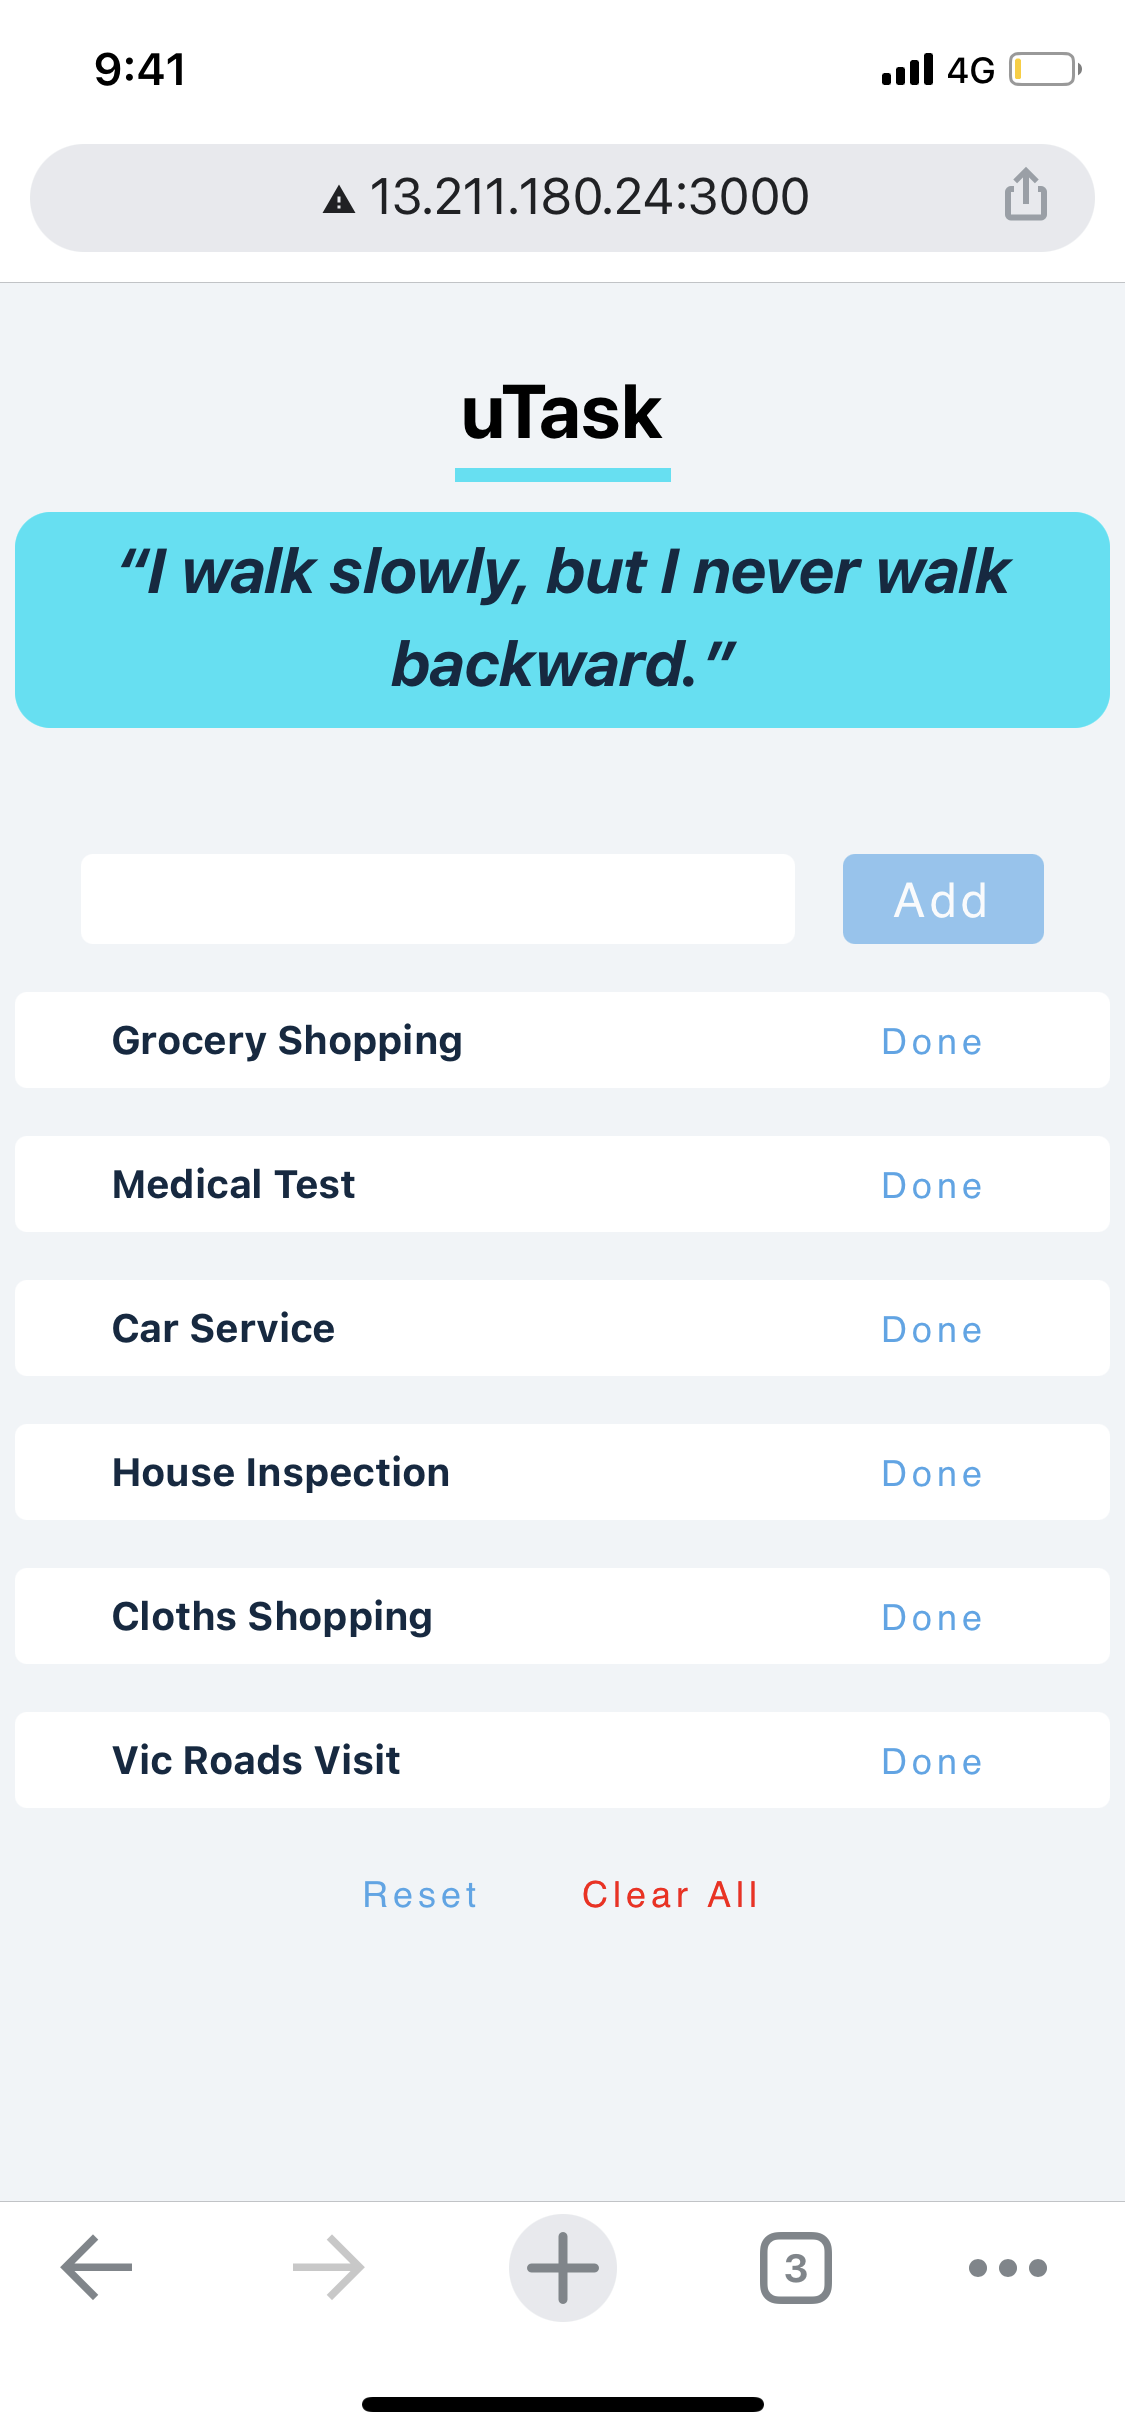 9:41
4G
13.211.180.24:3000
uTask
“I walk slowly, but I never walk
backward.”
Add
Grocery Shopping Done
Medical Test Done
Car Service Done
House Inspection Done
Cloths Shopping Done
Vic Roads Visit Done
Reset Clear All
3